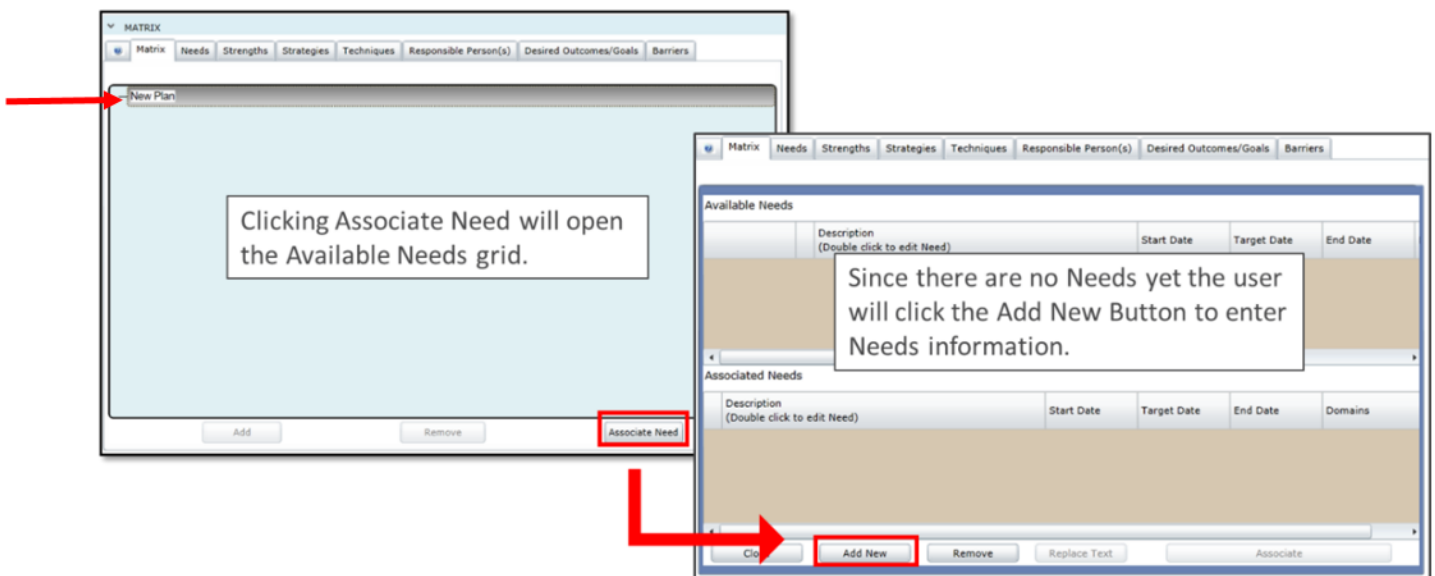 MATRIX
Matrix Needs Strengths Strategies Techniques Responsible Person(s) Desired Outcomes/Goals Barriers
New Plan
Clicking Associate Need will open
the Available Needs grid.
Add Remove Associate Need
Matrix Needs Strengths Strategies Techniques Responsible Person(s) Desired Outcomes/Goals Barriers
Available Needs
Description
(Double click to edit Need)
Start Date Target Date End Date
Since there are no Needs yet the user
will click the Add New Button to enter
Needs information.
Associated Needs
Description
(Double click to edit Need)
Start Date Target Date End Date Domains
Add New Remove Replace Text Associate